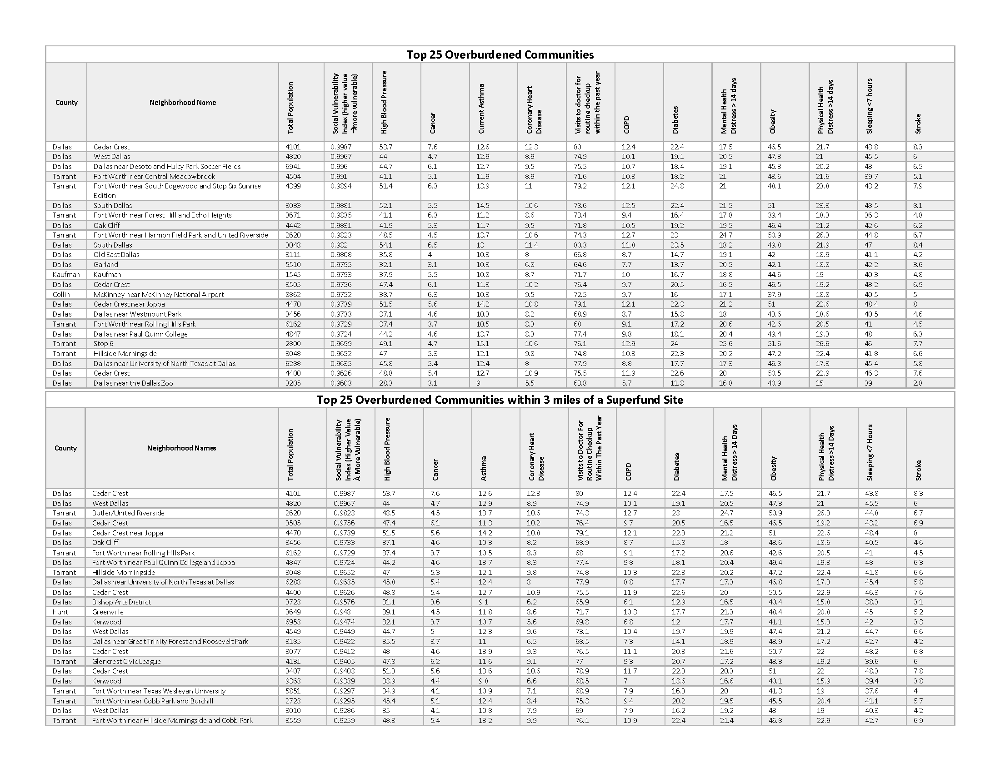 Top 25 Overburdened Communities
County Neighborhood Name Total Population Social Vulnerability Index (higher value →more vulnerable) High Blood Pressure Cancer Current Asthma Coronary Heart Disease Visits to doctor for routine checkup within the past year COPD Diabetes Mental Health Distress > 14 days Obesity Physical Health Distress >14 days Sleeping <7 hours Stroke
Dallas Cedar Crest 4101 0.9987 53.7 7.6 12.6 12.3 80 12.4 22.4 17.5 46.5 21.7 43.8 8.3
Dallas West Dallas 4820 0.9967 44 4.7 12.9 8.9 74.9 10.1 19.1 20.5 47.3 21 45.5 6
Dallas Dallas near Desoto and Hulcy Park Soccer Fields 6941 0.996 44.7 6.1 12.7 9.5 75.5 10.7 18.4 19.1 45.3 20.2 43 6.5
Tarrant Fort Worth near Central Meadowbrook 4504 0.991 41.1 5.1 11.9 8.9 71.6 10.3 18.2 21 43.6 21.6 39.7 5.1
Tarrant Fort Worth near South Edgewood and Stop Six Sunrise 4399 0.9894 51.4 6.3 13.9 11 79.2 12.1 24.8 21 48.1 23.8 43.2 7.9
Edition
Dallas South Dallas 3033 0.9881 52.1 5.5 14.5 10.6 78.6 12.5 22.4 21.5 51 23.3 48.5 8.1
Tarrant Fort Worth near Forest Hill and Echo Heights 3671 0.9835 41.1 6.3 11.2 8.6 73.4 9.4 16.4 17.8 39.4 18.3 36.3 4.8
Dallas Oak Cliff 4442 0.9831 41.9 5.3 11.7 9.5 71.8 10.5 19.2 19.5 46.4 21.2 42.6 6.2
Tarrant Fort Worth near Harmon Field Park and United Riverside 2620 0.9823 48.5 4.5 13.7 10.6 74.3 12.7 23 24.7 50.9 26.3 44.8 6.7
Dallas South Dallas 3048 0.982 54.1 6.5 13 11.4 80.3 11.8 23.5 18.2 49.8 21.9 47 8.4
Dallas Old East Dallas 3111 0.9808 35.8 4 10.3 8 66.8 8.7 14.7 19.1 42 18.9 41.1 4.2
Dallas Garland 5510 0.9795 32.1 3.1 10.3 6.8 64.6 7.7 13.7 20.5 42.1 18.8 42.2 3.6
Kaufman Kaufman 1545 0.9793 37.9 5.5 10.8 8.7 71.7 10 16.7 18.8 44.6 19 40.3 4.8
Dallas Cedar Crest 3505 0.9756 47.4 6.1 11.3 10.2 76.4 9.7 20.5 16.5 46.5 19.2 43.2 6.9
Collin McKinney near McKinney National Airport 8862 0.9752 38.7 6.3 10.3 9.5 72.5 9.7 16 17.1 37.9 18.8 40.5 5
Dallas Cedar Crest near Joppa 4470 0.9739 51.5 5.6 14.2 10.8 79.1 12.1 22.3 21.2 51 22.6 48.4 8
Dallas Dallas near Westmount Park 3456 0.9733 37.1 4.6 10.3 8.2 68.9 8.7 15.8 18 43.6 18.6 40.5 4.6
Tarrant Fort Worth near Rolling Hills Park 6162 0.9729 37.4 3.7 10.5 8.3 68 9.1 17.2 20.6 42.6 20.5 41 4.5
Dallas Dallas near Paul Quinn College 4847 0.9724 44.2 4.6 13.7 8.3 77.4 9.8 18.1 20.4 49.4 19.3 48 6.3
Tarrant Stop 6 2800 0.9699 49.1 4.7 15.1 10.6 76.1 12.9 24 25.6 51.6 26.6 46 7.7
Tarrant Hillside Morningside 3048 0.9652 47 5.3 12.1 9.8 74.8 10.3 22.3 20.2 47.2 22.4 41.8 6.6
Dallas Dallas near University of North Texas at Dallas 6288 0.9635 45.8 5.4 12.4 8 77.9 8.8 17.7 17.3 46.8 17.3 45.4 5.8
Dallas Cedar Crest 4400 0.9626 48.8 5.4 12.7 10.9 75.5 11.9 22.6 20 50.5 22.9 46.3 7.6
Dallas Dallas near the Dallas Zoo 3205 0.9603 28.3 3.1 9 5.5 63.8 5.7 11.8 16.8 40.9 15 39 2.8
Top 25 Overburdened Communities within 3 miles of a Superfund Site
County Neighborhood Names Total Population Social Vulnerability Index (Higher Value À More Vulnerable) High Blood Pressure Cancer Asthma Coronary Heart Disease Visits to Doctor For Routine Checkup Within The Past Year COPD Diabetes Mental Health Distress > 14 Days Obesity Physical Health Distress >14 Days Sleeping <7 Hours Stroke
Dallas Cedar Crest 4101 0.9987 53.7 7.6 12.6 12.3 80 12.4 22.4 17.5 46.5 21.7 43.8 8.3
Dallas West Dallas 4820 0.9967 44 4.7 12.9 8.9 74.9 10.1 19.1 20.5 47.3 21 45.5 6
Tarrant Butler/United Riverside 2620 0.9823 48.5 4.5 13.7 10.6 74.3 12.7 23 24.7 50.9 26.3 44.8 6.7
Dallas Cedar Crest 3505 0.9756 47.4 6.1 11.3 10.2 76.4 9.7 20.5 16.5 46.5 19.2 43.2 6.9
Dallas Cedar Crest near Joppa 4470 0.9739 51.5 5.6 14.2 10.8 79.1 12.1 22.3 21.2 51 22.6 48.4 8
Dallas Oak Cliff 3456 0.9733 37.1 4.6 10.3 8.2 68.9 8.7 15.8 18 43.6 18.6 40.5 4.6
Tarrant Fort Worth near Rolling Hills Park 6162 0.9729 37.4 3.7 10.5 8.3 68 9.1 17.2 20.6 42.6 20.5 41 4.5
Dallas Fort Worth near Paul Quinn College and Joppa 4847 0.9724 44.2 4.6 13.7 8.3 77.4 9.8 18.1 20.4 49.4 19.3 48 6.3
Tarrant Hillside Morningside 3048 0.9652 47 5.3 12.1 9.8 74.8 10.3 22.3 20.2 47.2 22.4 41.8 6.6
Dallas Dallas near University of North Texas at Dallas 6288 0.9635 45.8 5.4 12.4 8 77.9 8.8 17.7 17.3 46.8 17.3 45.4 5.8
Dallas Cedar Crest 4400 0.9626 48.8 5.4 12.7 10.9 75.5 11.9 22.6 20 50.5 22.9 46.3 7.6
Dallas Bishop Arts District 3723 0.9576 31.1 3.6 9.1 6.2 65.9 6.1 12.9 16.5 40.4 15.8 38.3 3.1
Hunt Greenville 3649 0.948 39.1 4.5 11.8 8.6 71.7 10.3 17.7 21.3 48.4 20.8 45 5.2
Dallas Kenwood 6953 0.9474 32.1 3.7 10.7 5.6 69.8 6.8 12 17.7 41.1 15.3 42 3.3
Dallas West Dallas 4549 0.9449 44.7 5 12.3 9.6 73.1 10.4 19.7 19.9 47.4 21.2 44.7 6.6
Dallas Dallas near Great Trinity Forest and Roosevelt Park 3185 0.9422 35.5 3.7 11 6.5 68.5 7.3 14.1 18.9 43.9 17.2 42.7 4.2
Dallas Cedar Crest 3077 0.9412 48 4.6 13.9 9.3 76.5 11.1 20.3 21.6 50.7 22 48.2 6.8
Tarrant Glencrest Civic League 4131 0.9405 47.8 6.2 11.6 9.1 77 9.3 20.7 17.2 43.3 19.2 39.6 6
Dallas Cedar Crest 3407 0.9403 51.3 5.6 13.6 10.6 78.9 11.7 22.3 20.3 51 22 48.3 7.8
Dallas Kenwood 9363 0.9339 33.9 4.4 9.8 6.6 68.5 7 13.6 16.6 40.1 15.9 39.4 3.8
Tarrant Fort Worth near Texas Wesleyan University 5851 0.9297 34.9 4.1 10.9 7.1 68.9 7.9 16.3 20 41.3 19 37.6 4
Tarrant Fort Worth near Cobb Park and Burchill 2723 0.9295 45.4 5.1 12.4 8.4 75.3 9.4 20.2 19.5 45.5 20.4 41.1 5.7
Dallas West Dallas 3010 0.9286 35 4.1 10.8 7.9 69 7.9 16.2 19.2 43 19 40.3 4.2
Tarrant Fort Worth near Hillside Morningside and Cobb Park 3559 0.9259 48.3 5.4 13.2 9.9 76.1 10.9 22.4 21.4 46.8 22.9 42.7 6.9